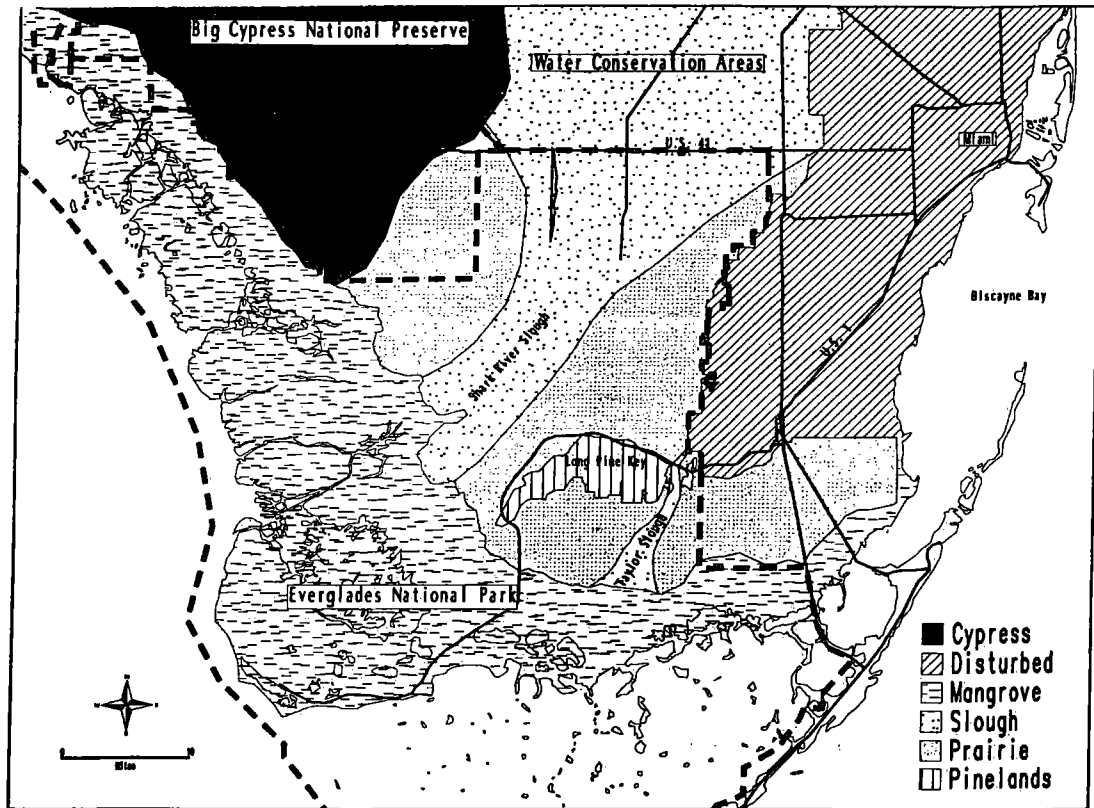 Big Cypress National Preserve
Water Conservation Areas
Miami
U.S. 41
Biscayne Bay
U.S. 1
Shark River Slough
Long Pine Key
Taylor Slough
Everglades National Park
Cypress
Disturbed
Mangrove
Slough
Prairie
Pinelands
N
Miles